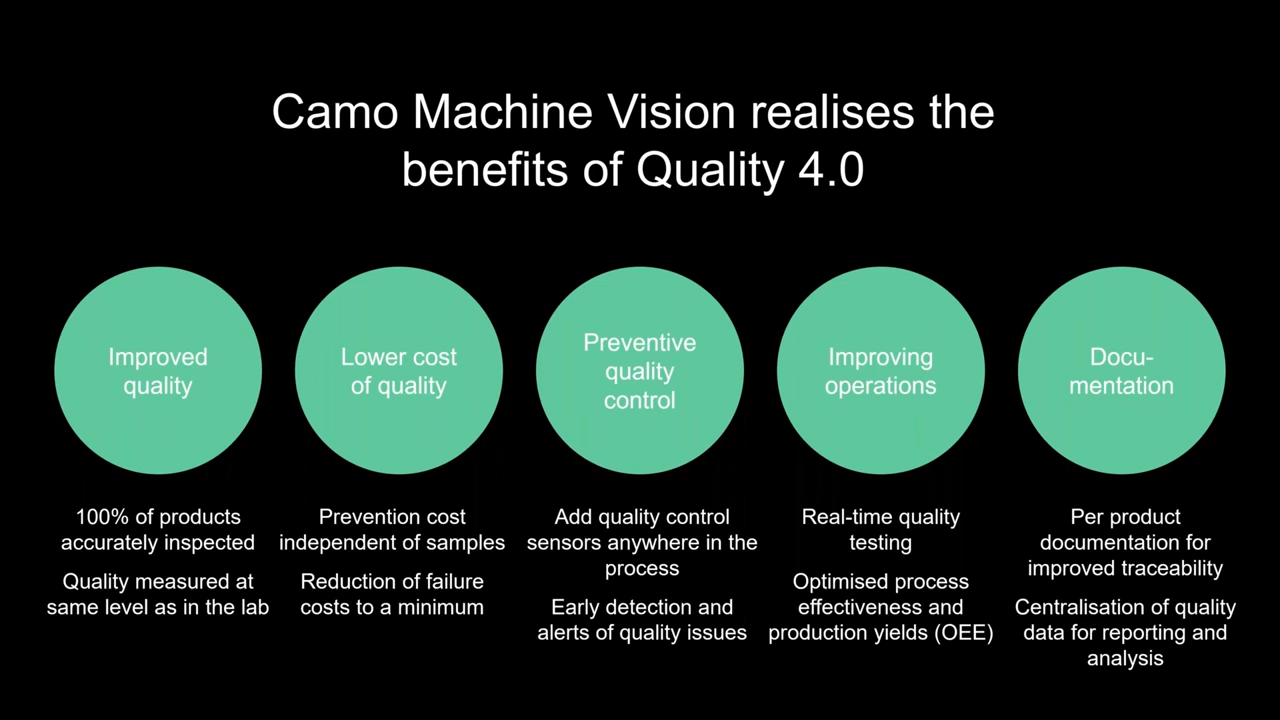 Camo Machine Vision realises the
benefits of Quality 4.0
Improved
quality
Lower cost
of quality
Preventive
quality
control
Improving
operations
Docu-
mentation
100% of products
accurately inspected
Quality measured at
same level as in the lab
Prevention cost
independent of samples
Reduction of failure
costs to a minimum
Add quality control
sensors anywhere in the
process
Early detection and
alerts of quality issues
Real-time quality
testing
Optimised process
effectiveness and
production yields (OEE)
Per product
documentation for
improved traceability
Centralisation of quality
data for reporting and
analysis